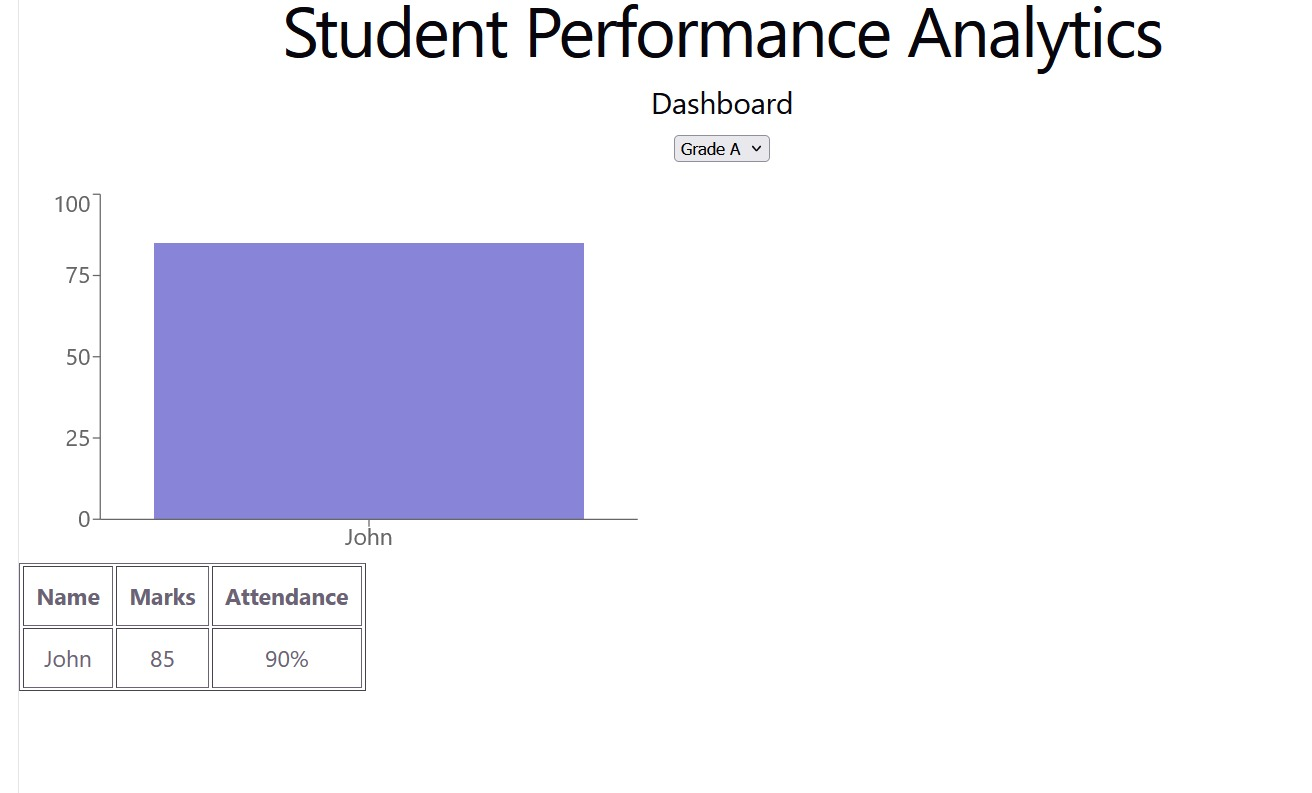 Student Performance Analytics
Dashboard
Grade A
100
75
50
25
0
John
Name Marks Attendance
John 85 90%